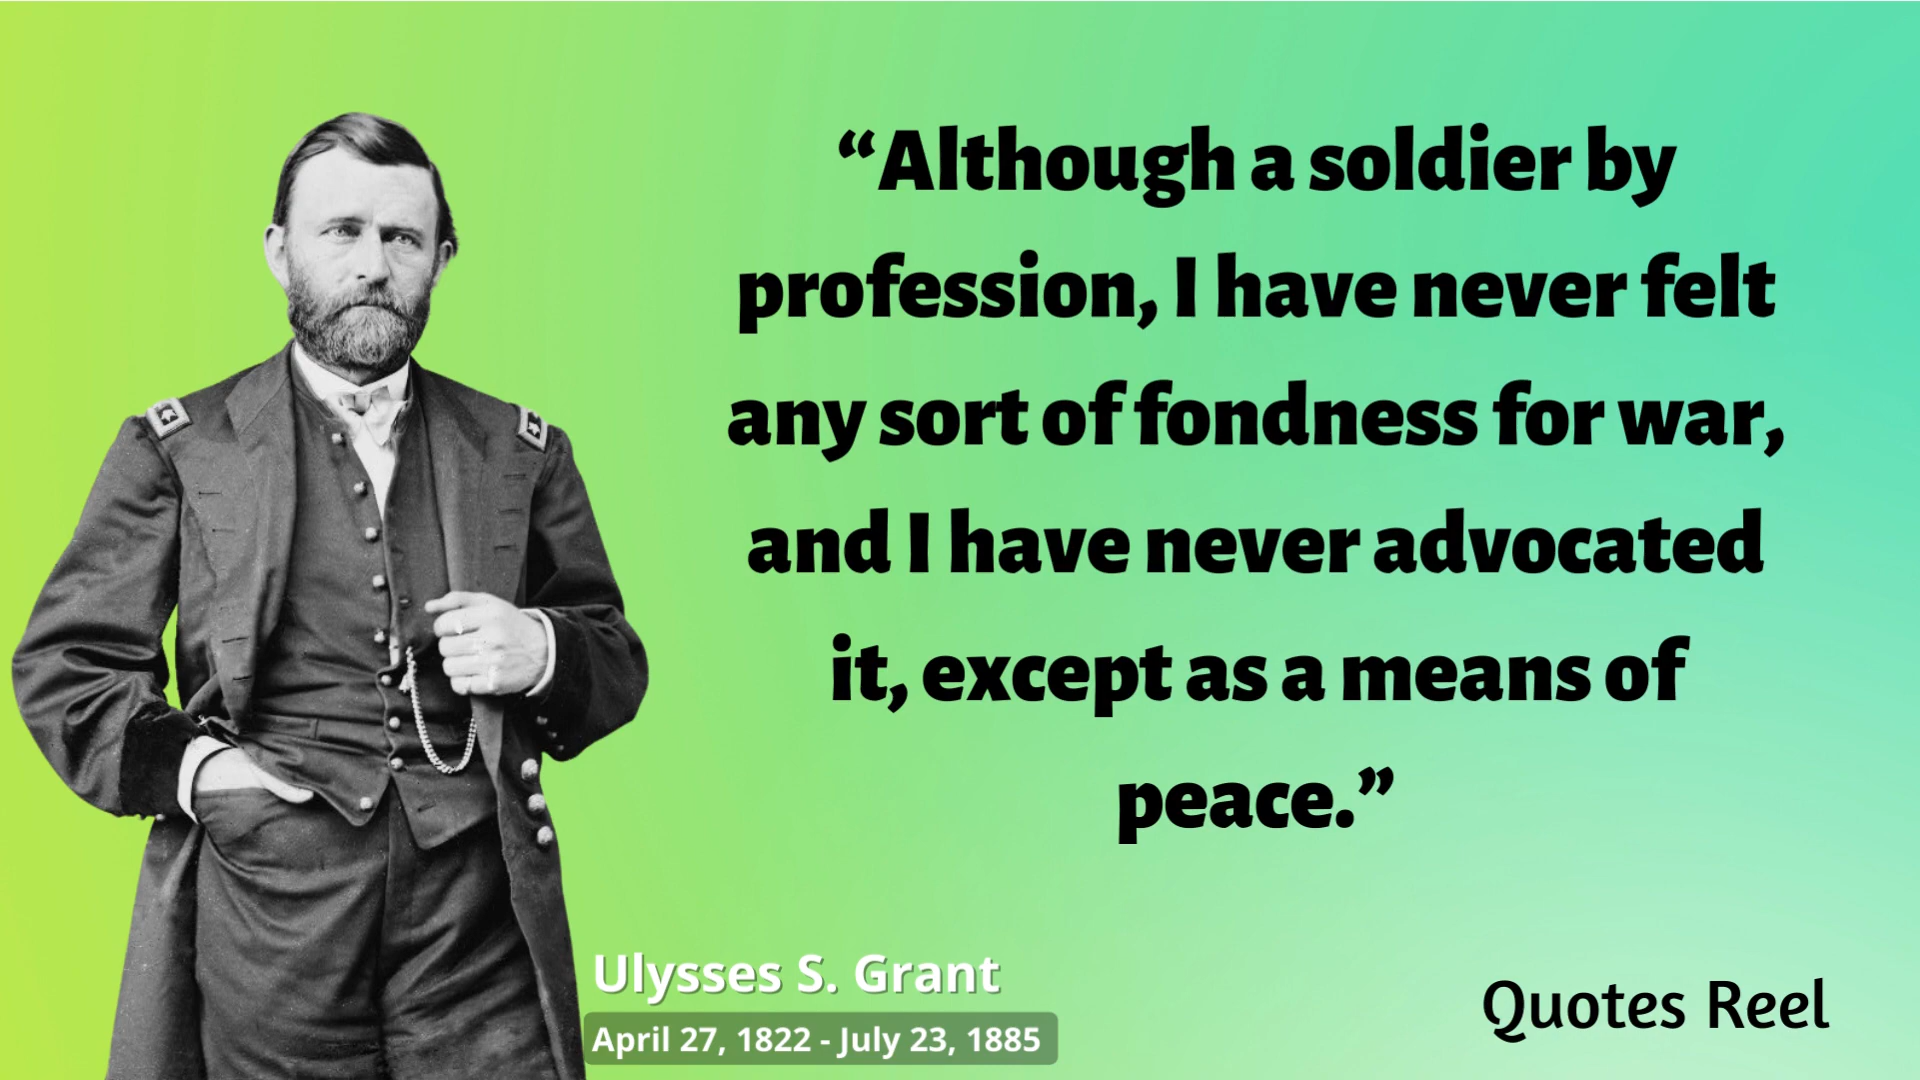 “Although a soldier by
profession, I have never felt
any sort of fondness for war,
and I have never advocated
it, except as a means of
peace.”
Ulysses S. Grant
April 27, 1822 - July 23, 1885
Quotes Reel